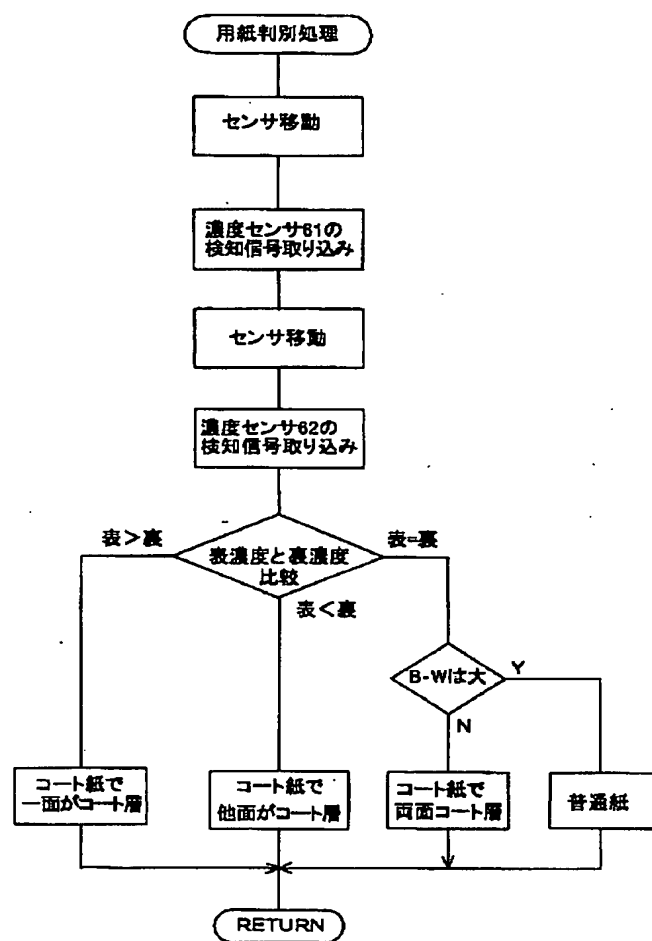 用紙判別処理
センサ移動
濃度センサ61の
検知信号取り込み
センサ移動
濃度センサ62の
検知信号取り込み
表>裏
表濃度と裏濃度
比較
表=裏
表<裏
B-Wは大
Y
N
コート紙で
一面がコート層
コート紙で
他面がコート層
コート紙で
両面コート層
普通紙
RETURN